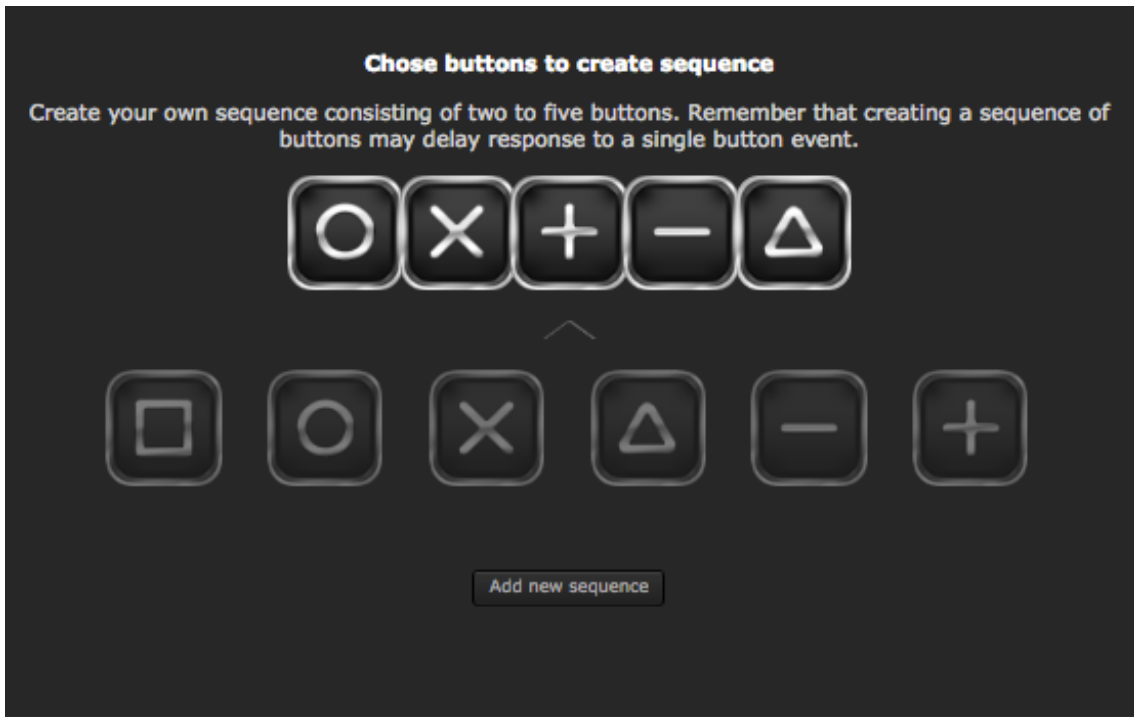 Chose buttons to create sequence
Create your own sequence consisting of two to five buttons. Remember that creating a sequence of
buttons may delay response to a single button event.
Add new sequence